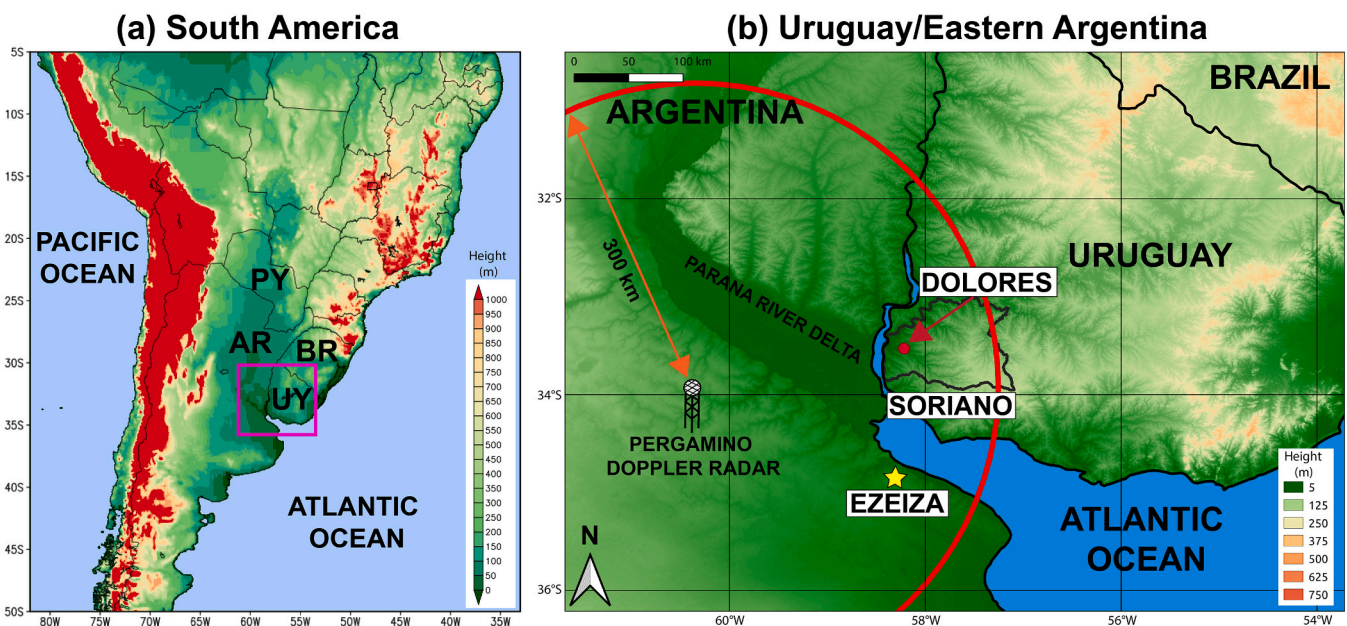 (a) South America
5S
10S
15S
20S
25S
30S
35S
40S
45S
50S
80W
75W
70W
65W
60W
55W
50W
45W
40W
35W
PACIFIC
OCEAN
PY
AR
BR
UY
ATLANTIC
OCEAN
Height
(m)
1000
950
900
850
800
750
700
650
600
550
500
450
400
350
300
250
200
150
100
50
0
(b) Uruguay/Eastern Argentina
0 50 100 km
ARGENTINA
BRAZIL
32°S
34°S
36°S
300 km
PARANA RIVER DELTA
URUGUAY
DOLORES
SORIANO
PERGAMINO
DOPPLER RADAR
EZEIZA
N
ATLANTIC
OCEAN
Height
(m)
5
125
250
375
500
625
750
60°W
58°W
56°W
54°W